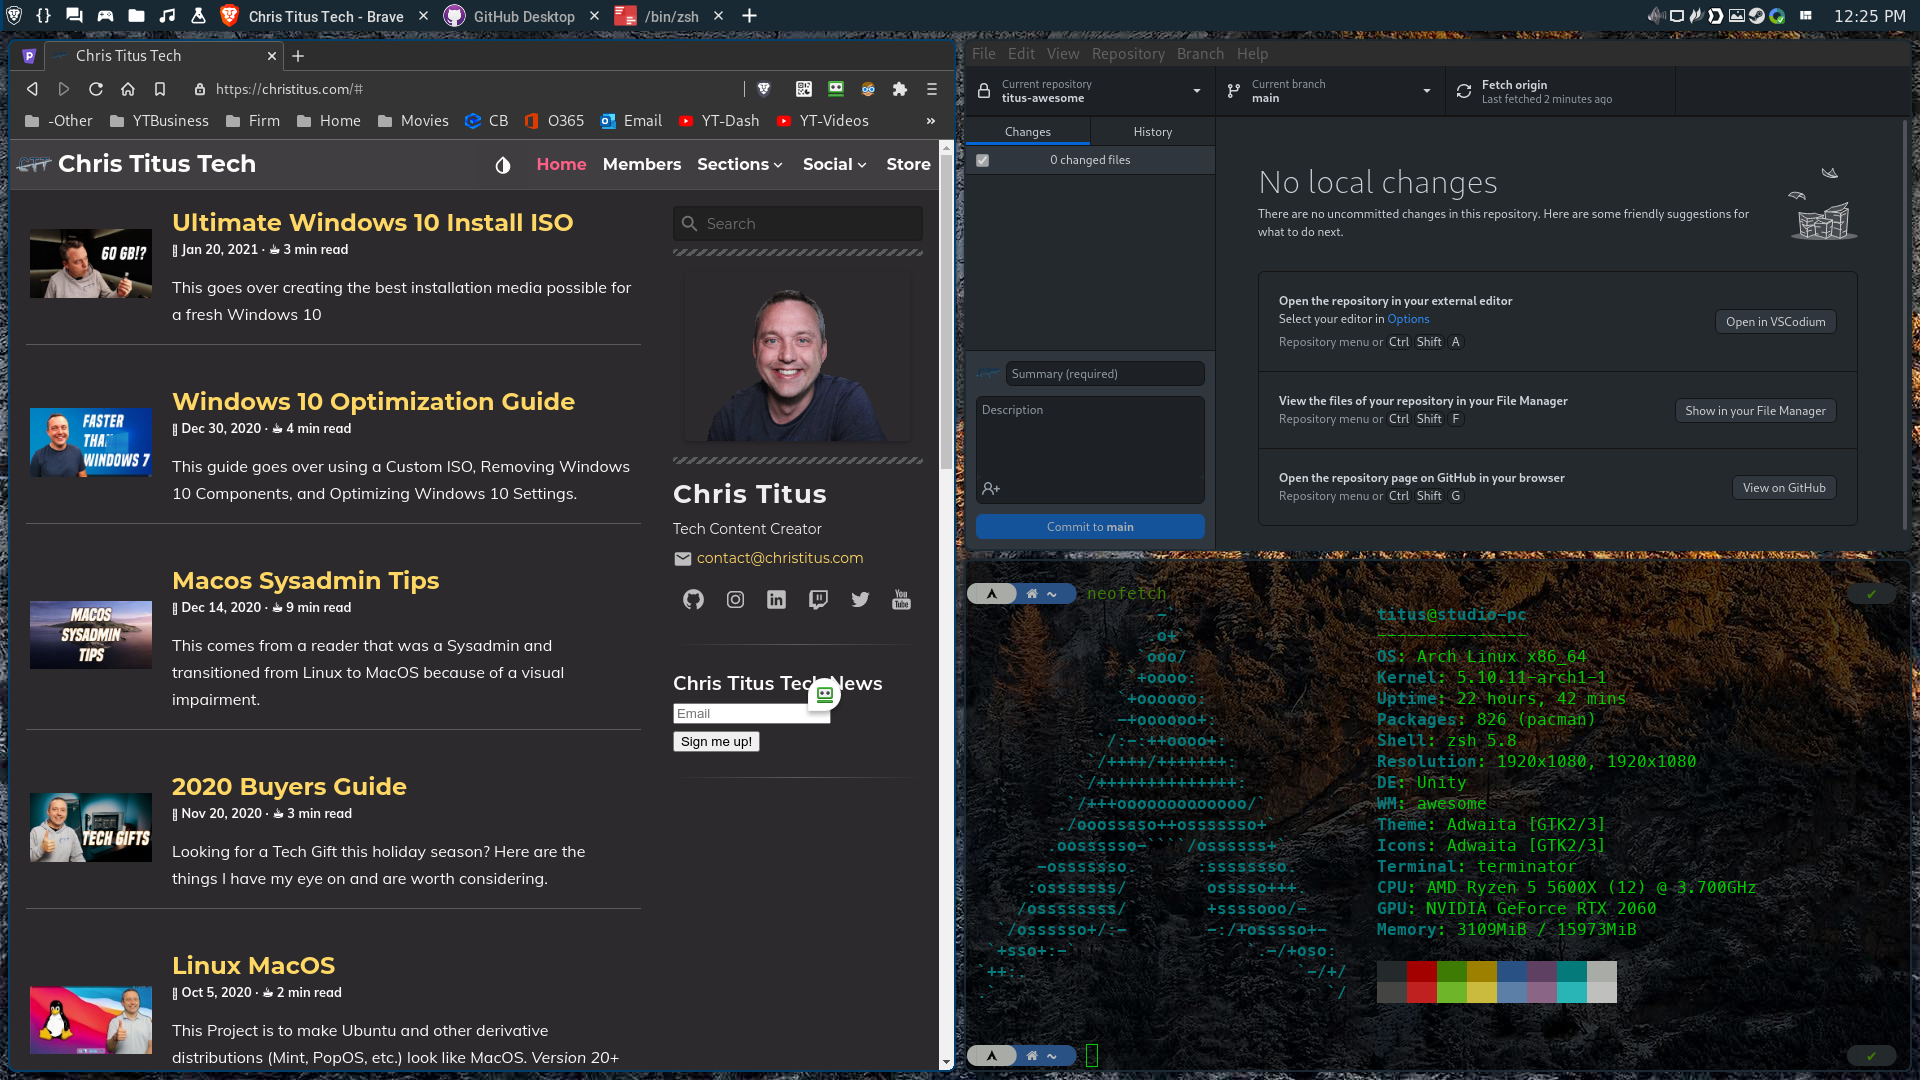 Chris Titus Tech - Brave
GitHub Desktop
/bin/zsh
12:25 PM
Chris Titus Tech
https://christitus.com/#
-Other
YTBusiness
Firm
Home
Movies
CB
O365
Email
YT-Dash
YT-Videos
»
Chris Titus Tech
Home
Members
Sections
Social
Store
Ultimate Windows 10 Install ISO
Jan 20, 2021 · ☕ 3 min read
This goes over creating the best installation media possible for
a fresh Windows 10
60 GB!?
Windows 10 Optimization Guide
Dec 30, 2020 · ☕ 4 min read
This guide goes over using a Custom ISO, Removing Windows
10 Components, and Optimizing Windows 10 Settings.
FASTER
THAN
WINDOWS 7
Macos Sysadmin Tips
Dec 14, 2020 · ☕ 9 min read
This comes from a reader that was a Sysadmin and
transitioned from Linux to MacOS because of a visual
impairment.
MACOS
SYSADMIN
TIPS
2020 Buyers Guide
Nov 20, 2020 · ☕ 3 min read
Looking for a Tech Gift this holiday season? Here are the
things I have my eye on and are worth considering.
TECH GIFTS
Linux MacOS
Oct 5, 2020 · ☕ 2 min read
This Project is to make Ubuntu and other derivative
distributions (Mint, PopOS, etc.) look like MacOS. Version 20+
Search
Chris Titus
Tech Content Creator
contact@christitus.com
Chris Titus Tech News
Email
Sign me up!
File
Edit
View
Repository
Branch
Help
Current repository
titus-awesome
Current branch
main
Fetch origin
Last fetched 2 minutes ago
Changes
History
0 changed files
Summary (required)
Description
Commit to main
No local changes
There are no uncommitted changes in this repository. Here are some friendly suggestions for
what to do next.
Open the repository in your external editor
Select your editor in Options
Repository menu or Ctrl Shift A
Open in VSCodium
View the files of your repository in your File Manager
Repository menu or Ctrl Shift F
Show in your File Manager
Open the repository page on GitHub in your browser
Repository menu or Ctrl Shift G
View on GitHub
~ neofetch
titus@studio-pc
---------------
OS: Arch Linux x86_64
Kernel: 5.10.11-arch1-1
Uptime: 22 hours, 42 mins
Packages: 826 (pacman)
Shell: zsh 5.8
Resolution: 1920x1080, 1920x1080
DE: Unity
WM: awesome
Theme: Adwaita [GTK2/3]
Icons: Adwaita [GTK2/3]
Terminal: terminator
CPU: AMD Ryzen 5 5600X (12) @ 3.700GHz
GPU: NVIDIA GeForce RTX 2060
Memory: 3109MiB / 15973MiB
~